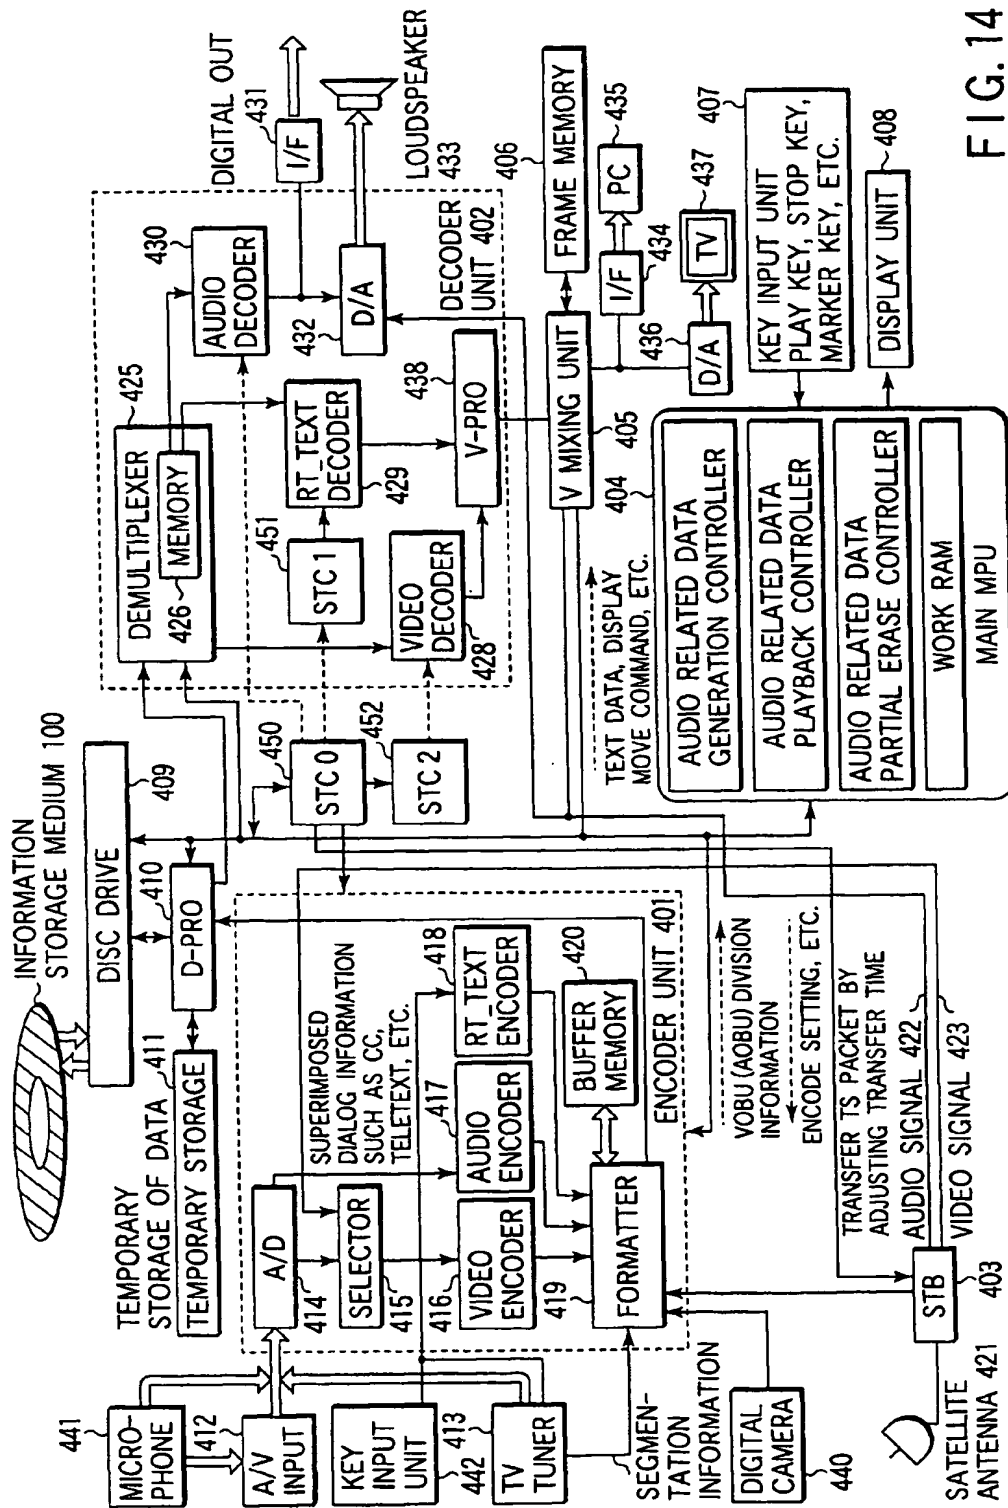 INFORMATION
STORAGE MEDIUM 100
DISC DRIVE
409
410
D-PRO
TEMPORARY
STORAGE OF DATA
411
TEMPORARY STORAGE
441
MICRO-
PHONE
412
A/V
INPUT
KEY
INPUT
UNIT
442
413
TV
TUNER
SEGMEN-
TATION
INFORMATION
DIGITAL
CAMERA
440
SATELLITE
ANTENNA 421
STB
403
A/D
414
SELECTOR
415
SUPERIMPOSED
DIALOG INFORMATION
SUCH AS CC,
TELETEXT, ETC.
416
VIDEO
ENCODER
417
AUDIO
ENCODER
418
RT_TEXT
ENCODER
419
FORMATTER
420
BUFFER
MEMORY
ENCODER UNIT 401
VOBU (AOBU) DIVISION
INFORMATION
ENCODE SETTING, ETC.
TRANSFER TS PACKET BY
ADJUSTING TRANSFER TIME
AUDIO SIGNAL 422
VIDEO SIGNAL 423
450
STC 0
452
STC 2
425
DEMULTIPLEXER
MEMORY
426
451
STC 1
VIDEO
DECODER
428
RT_TEXT
DECODER
429
430
AUDIO
DECODER
432
D/A
438
V-PRO
DECODER
UNIT 402
DIGITAL OUT
431
I/F
LOUDSPEAKER
433
TEXT DATA, DISPLAY
MOVE COMMAND, ETC.
V MIXING UNIT
405
406
FRAME MEMORY
I/F
434
435
PC
436
D/A
437
TV
404
AUDIO RELATED DATA
GENERATION CONTROLLER
AUDIO RELATED DATA
PLAYBACK CONTROLLER
AUDIO RELATED DATA
PARTIAL ERASE CONTROLLER
WORK RAM
MAIN MPU
407
KEY INPUT UNIT
PLAY KEY, STOP KEY,
MARKER KEY, ETC.
408
DISPLAY UNIT
FIG. 14